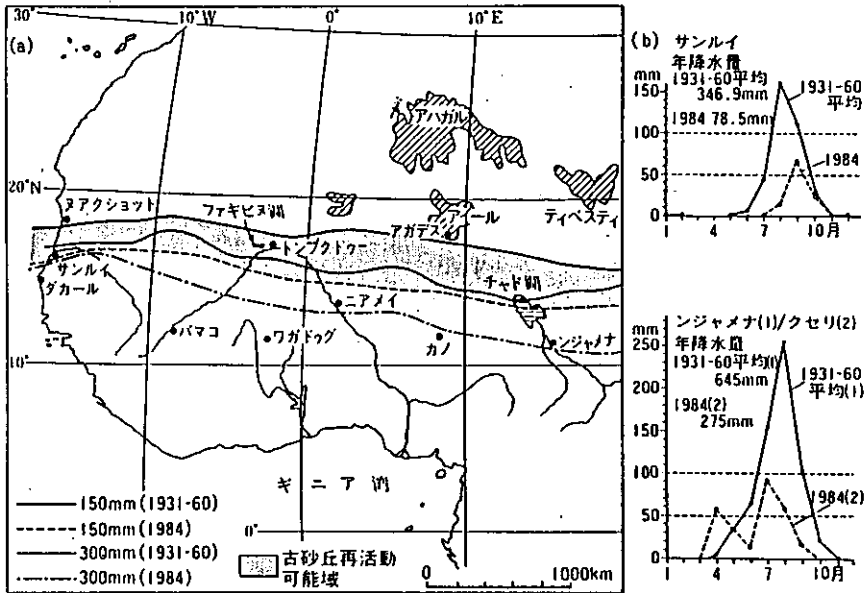 30°
10°W
0°
10°E
(a)
アハガル
20°N
ヌアクショット
ファギビヌ湖
アイール
ティベスティ
アガデス
トンブクトゥー
サンルイ
ダカール
チャド湖
ニアメイ
バマコ
ワガドゥグ
カノ
ンジャメナ
10°
ギニア湾
0°
150mm(1931-60)
150mm(1984)
300mm(1931-60)
300mm(1984)
古砂丘再活動
可能域
0 1000km
(b) サンルイ
年降水量
mm
1931-60平均
346.9mm
1984 78.5mm
1931-60
平均
1984
150
100
50
0
1 4 7 10月
ンジャメナ(1)/クセリ(2)
年降水量
mm
1931-60平均(1)
645mm
1984(2)
275mm
1931-60
平均(1)
1984(2)
250
200
150
100
50
0
1 4 7 10月